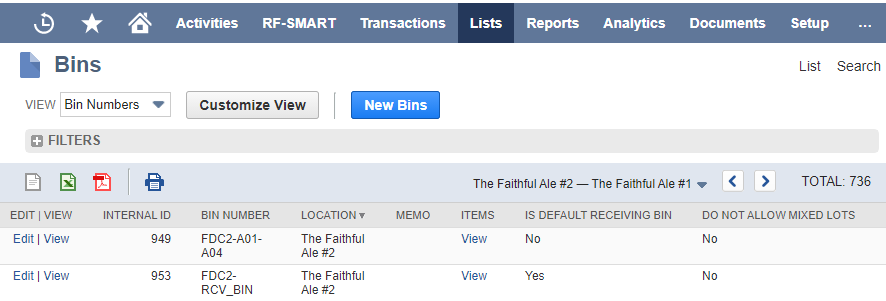 Activities RF-SMART Transactions Lists Reports Analytics Documents Setup ...
Bins
List Search
VIEW Bin Numbers Customize View New Bins
FILTERS
The Faithful Ale #2 — The Faithful Ale #1 TOTAL: 736
EDIT | VIEW INTERNAL ID BIN NUMBER LOCATION ▼ MEMO ITEMS IS DEFAULT RECEIVING BIN DO NOT ALLOW MIXED LOTS
Edit | View 949 FDC2-A01- The Faithful View No No
A04 Ale #2
Edit | View 953 FDC2- The Faithful View Yes No
RCV_BIN Ale #2